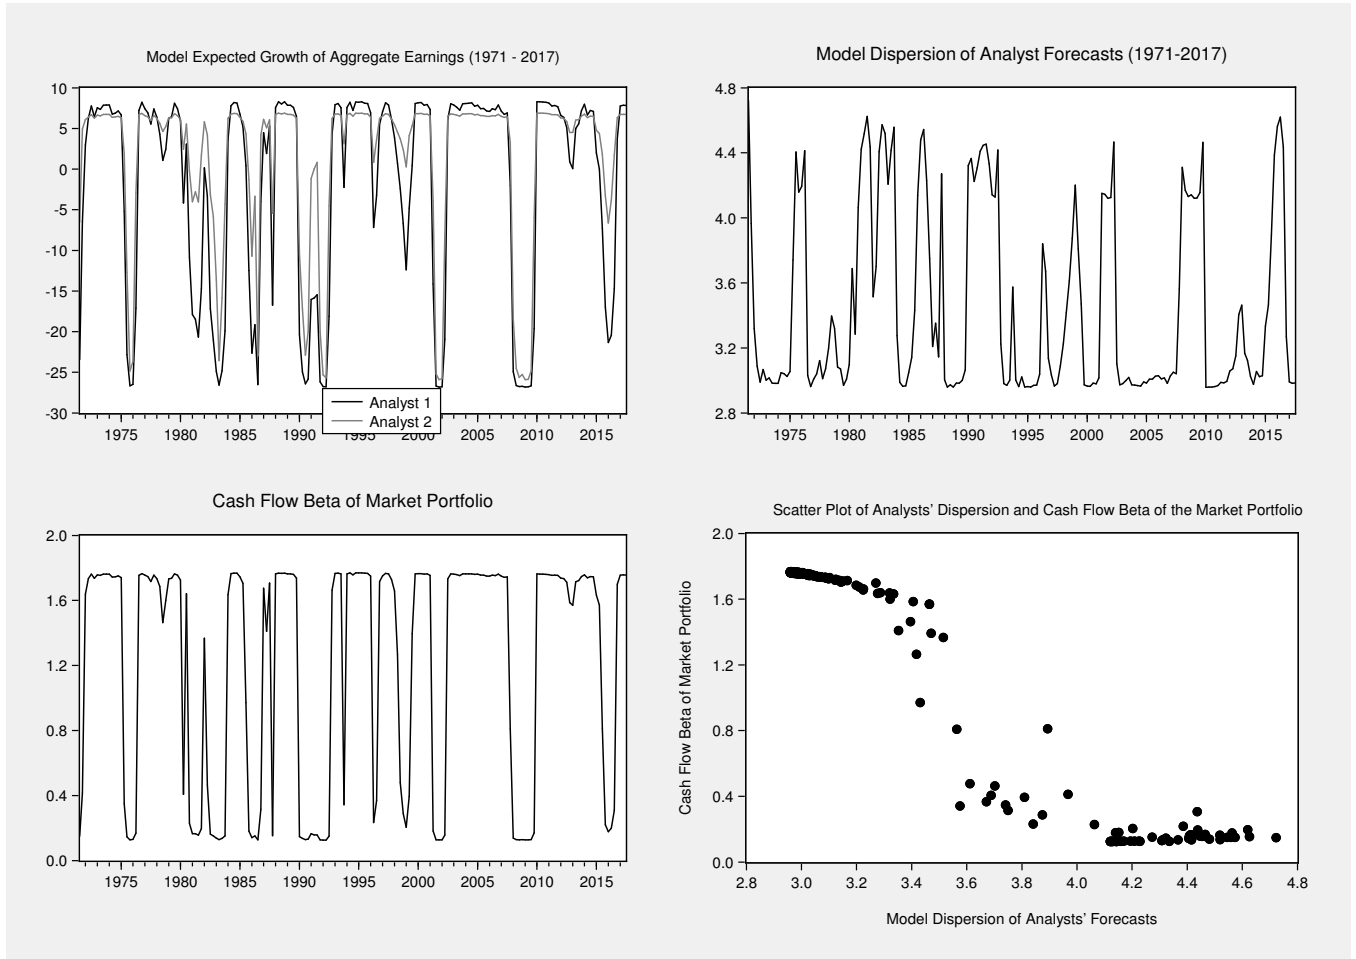 Model Expected Growth of Aggregate Earnings (1971 - 2017)
10
5
0
-5
-10
-15
-20
-25
-30
1975 1980 1985 1990 1995 2000 2005 2010 2015
Analyst 1
Analyst 2
Model Dispersion of Analyst Forecasts (1971-2017)
4.8
4.4
4.0
3.6
3.2
2.8
1975 1980 1985 1990 1995 2000 2005 2010 2015
Cash Flow Beta of Market Portfolio
2.0
1.6
1.2
0.8
0.4
0.0
1975 1980 1985 1990 1995 2000 2005 2010 2015
Scatter Plot of Analysts' Dispersion and Cash Flow Beta of the Market Portfolio
Cash Flow Beta of Market Portfolio
2.0
1.6
1.2
0.8
0.4
0.0
2.8 3.0 3.2 3.4 3.6 3.8 4.0 4.2 4.4 4.6 4.8
Model Dispersion of Analysts' Forecasts